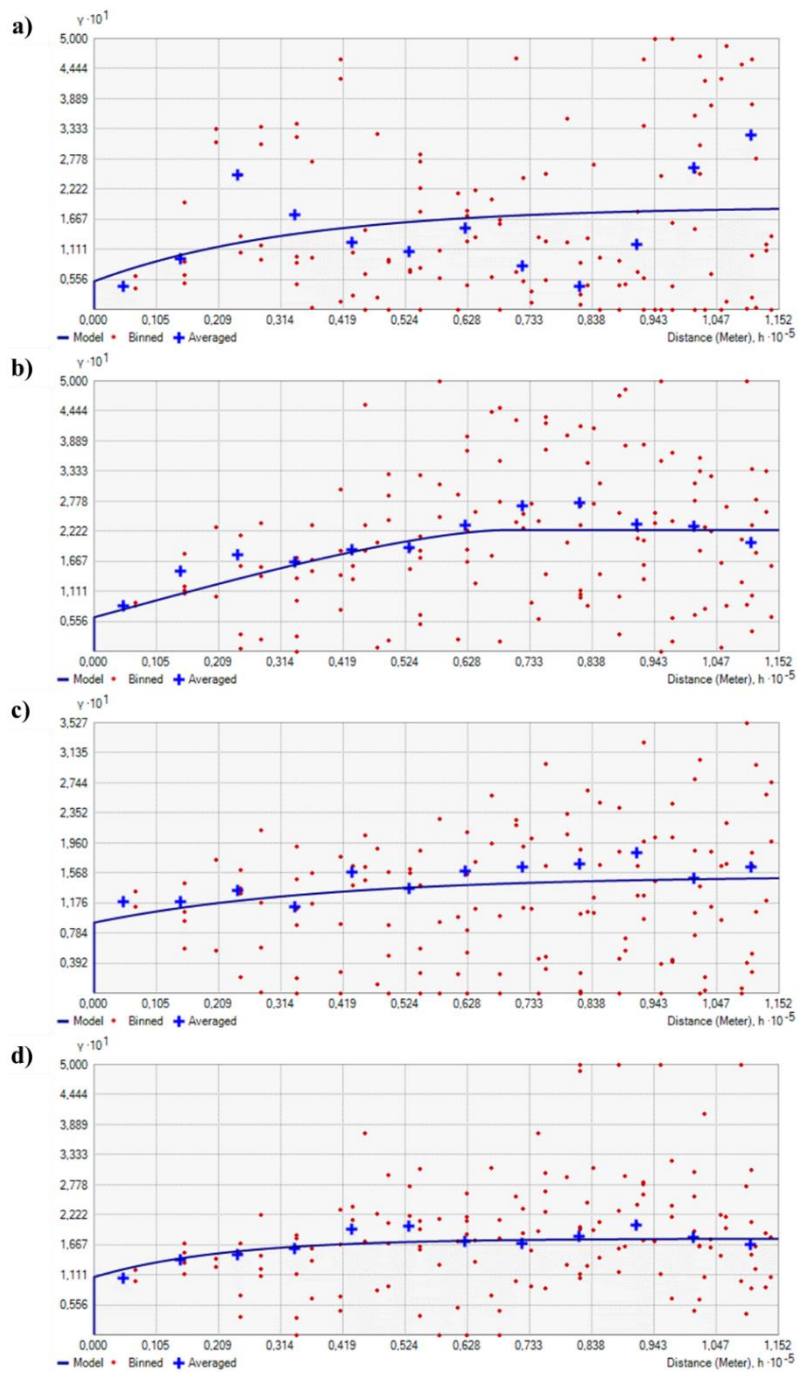 a)
γ · 10¹
5,000
4,444
3,889
3,333
2,778
2,222
1,667
1,111
0,556
0,000 0,105 0,209 0,314 0,419 0,524 0,628 0,733 0,838 0,943 1,047 1,152
Model Binned Averaged Distance (Meter), h · 10⁻⁵
b)
γ · 10¹
5,000
4,444
3,889
3,333
2,778
2,222
1,667
1,111
0,556
0,000 0,105 0,209 0,314 0,419 0,524 0,628 0,733 0,838 0,943 1,047 1,152
Model Binned Averaged Distance (Meter), h · 10⁻⁵
c)
γ · 10¹
3,527
3,135
2,744
2,352
1,960
1,568
1,176
0,784
0,392
0,000 0,105 0,209 0,314 0,419 0,524 0,628 0,733 0,838 0,943 1,047 1,152
Model Binned Averaged Distance (Meter), h · 10⁻⁵
d)
γ · 10¹
5,000
4,444
3,889
3,333
2,778
2,222
1,667
1,111
0,556
0,000 0,105 0,209 0,314 0,419 0,524 0,628 0,733 0,838 0,943 1,047 1,152
Model Binned Averaged Distance (Meter), h · 10⁻⁵